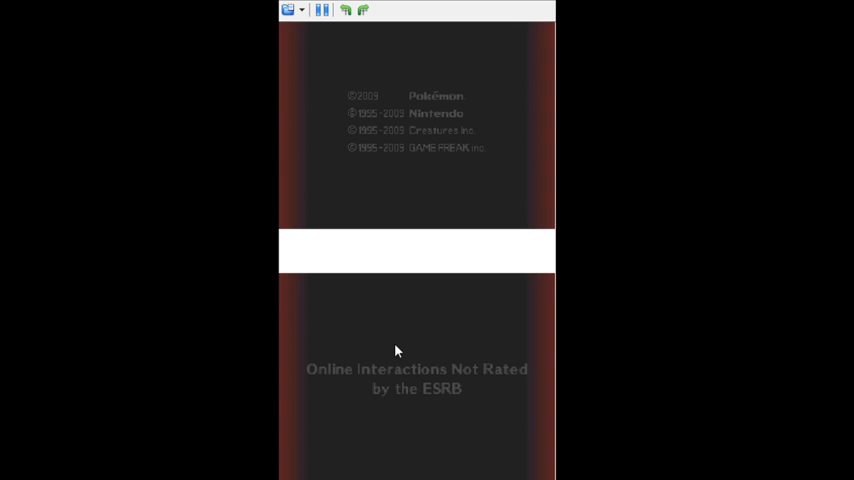 ©2009 Pokémon.
©1995-2009 Nintendo
©1995-2009 Creatures Inc.
©1995-2009 GAME FREAK inc.
Online Interactions Not Rated
by the ESRB